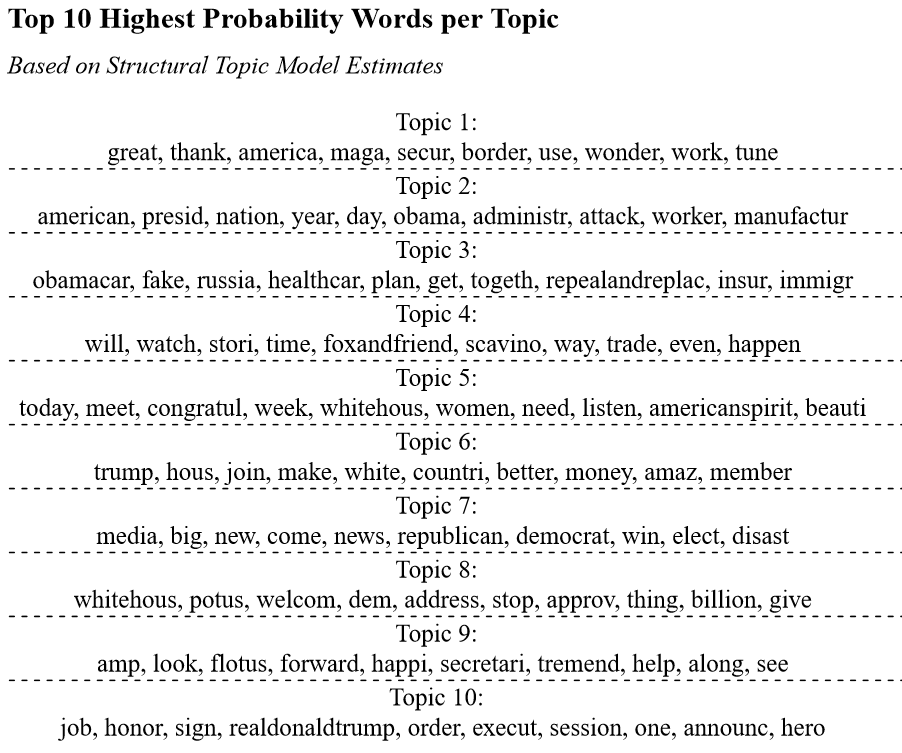 Top 10 Highest Probability Words per Topic
Based on Structural Topic Model Estimates
Topic 1:
great, thank, america, maga, secur, border, use, wonder, work, tune
Topic 2:
american, presid, nation, year, day, obama, administr, attack, worker, manufactur
Topic 3:
obamacar, fake, russia, healthcar, plan, get, togeth, repealandreplac, insur, immigr
Topic 4:
will, watch, stori, time, foxandfriend, scavino, way, trade, even, happen
Topic 5:
today, meet, congratul, week, whitehous, women, need, listen, americanspirit, beauti
Topic 6:
trump, hous, join, make, white, countri, better, money, amaz, member
Topic 7:
media, big, new, come, news, republican, democrat, win, elect, disast
Topic 8:
whitehous, potus, welcom, dem, address, stop, approv, thing, billion, give
Topic 9:
amp, look, flotus, forward, happi, secretari, tremend, help, along, see
Topic 10:
job, honor, sign, realdonaldtrump, order, execut, session, one, announc, hero